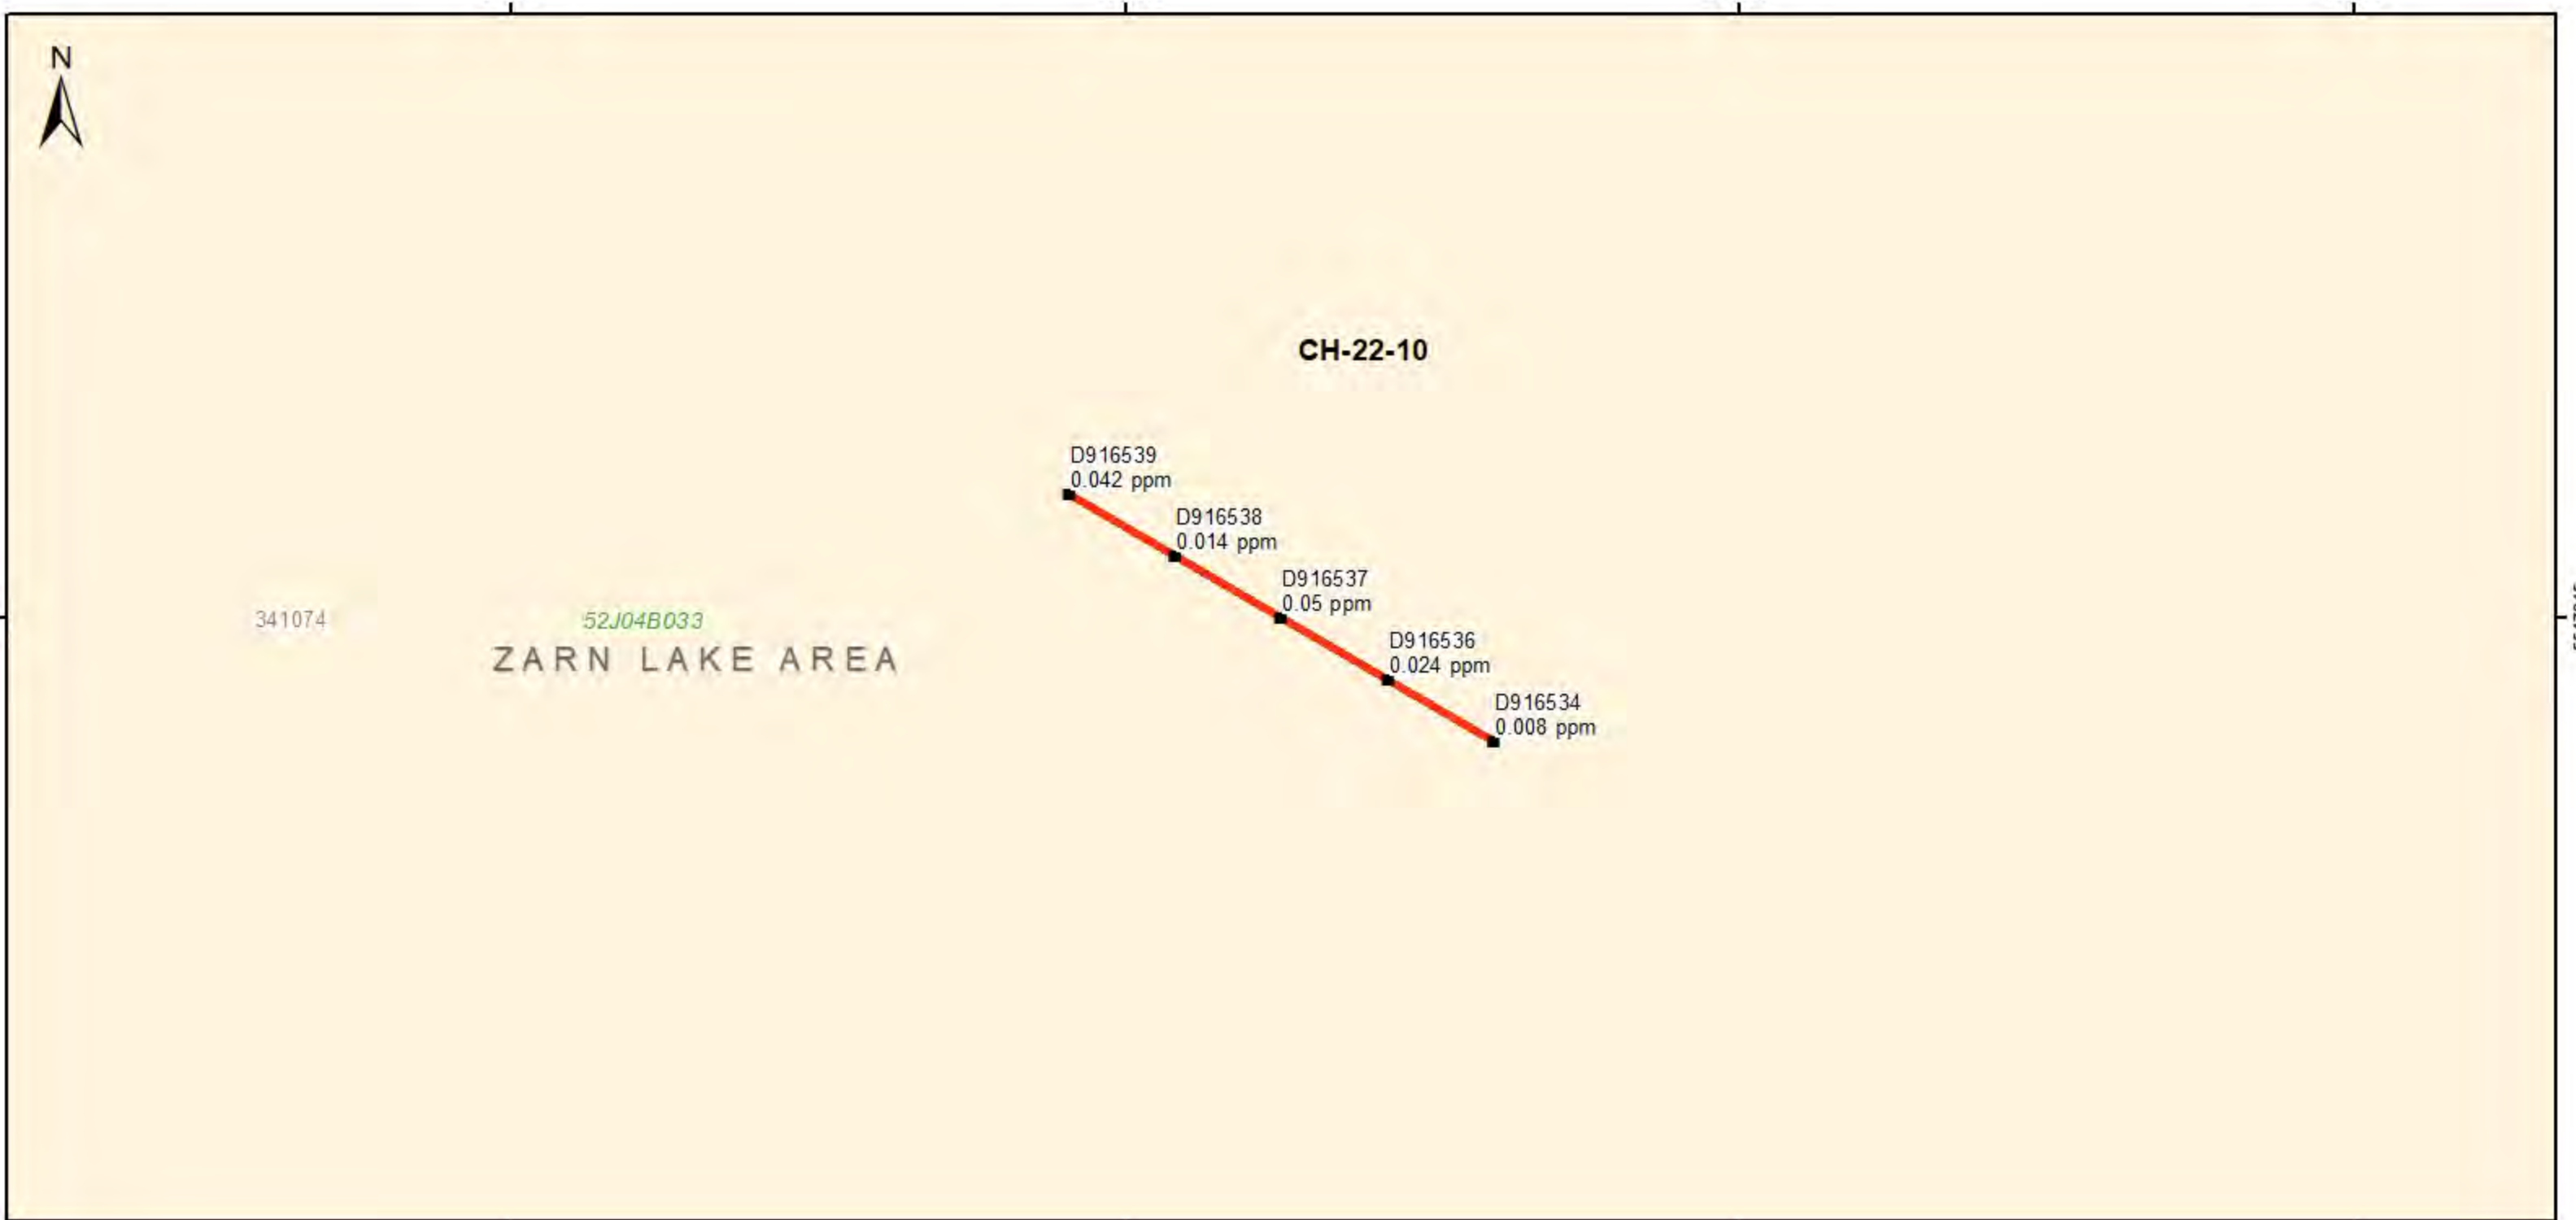 N
CH-22-10
D916539
0.042 ppm
D916538
0.014 ppm
D916537
0.05 ppm
341074
52J04B033
D916536
0.024 ppm
ZARN LAKE AREA
D916534
0.008 ppm